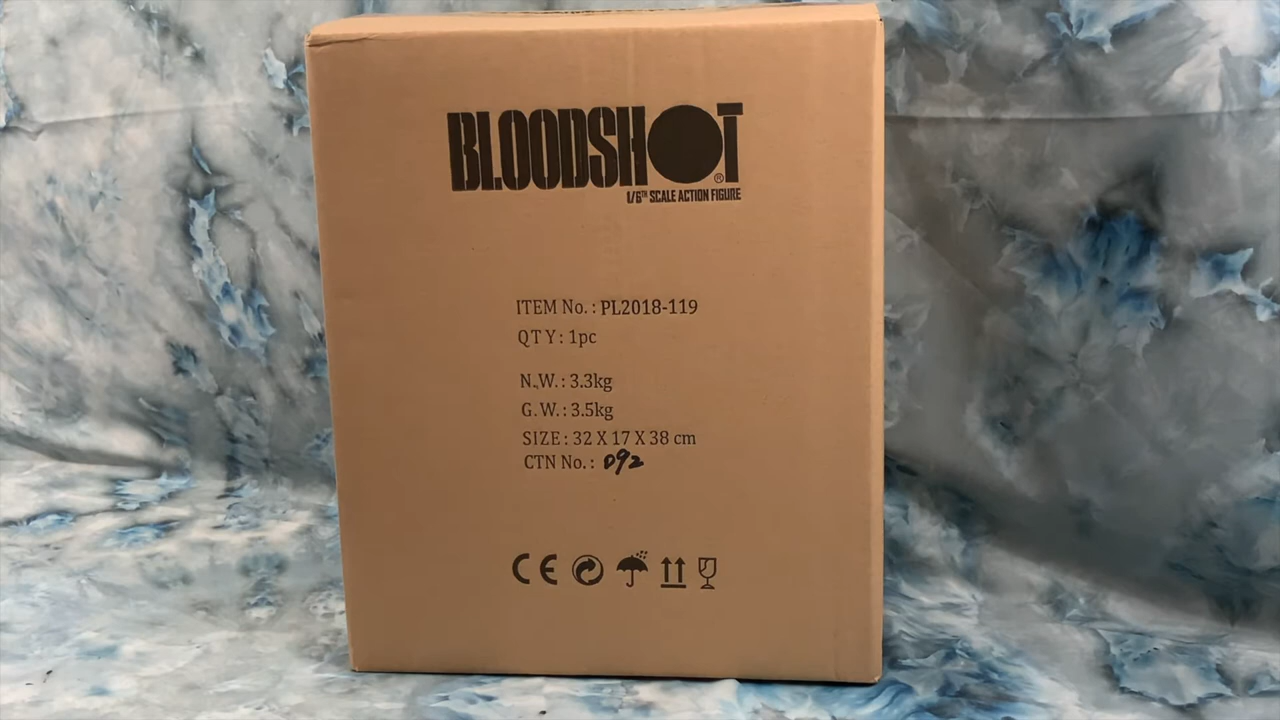 BLOODSHOT®
1/6TH SCALE ACTION FIGURE
ITEM No. : PL2018-119
QTY : 1pc
N.W. : 3.3kg
G.W. : 3.5kg
SIZE : 32 X 17 X 38 cm
CTN No. : 092
CE